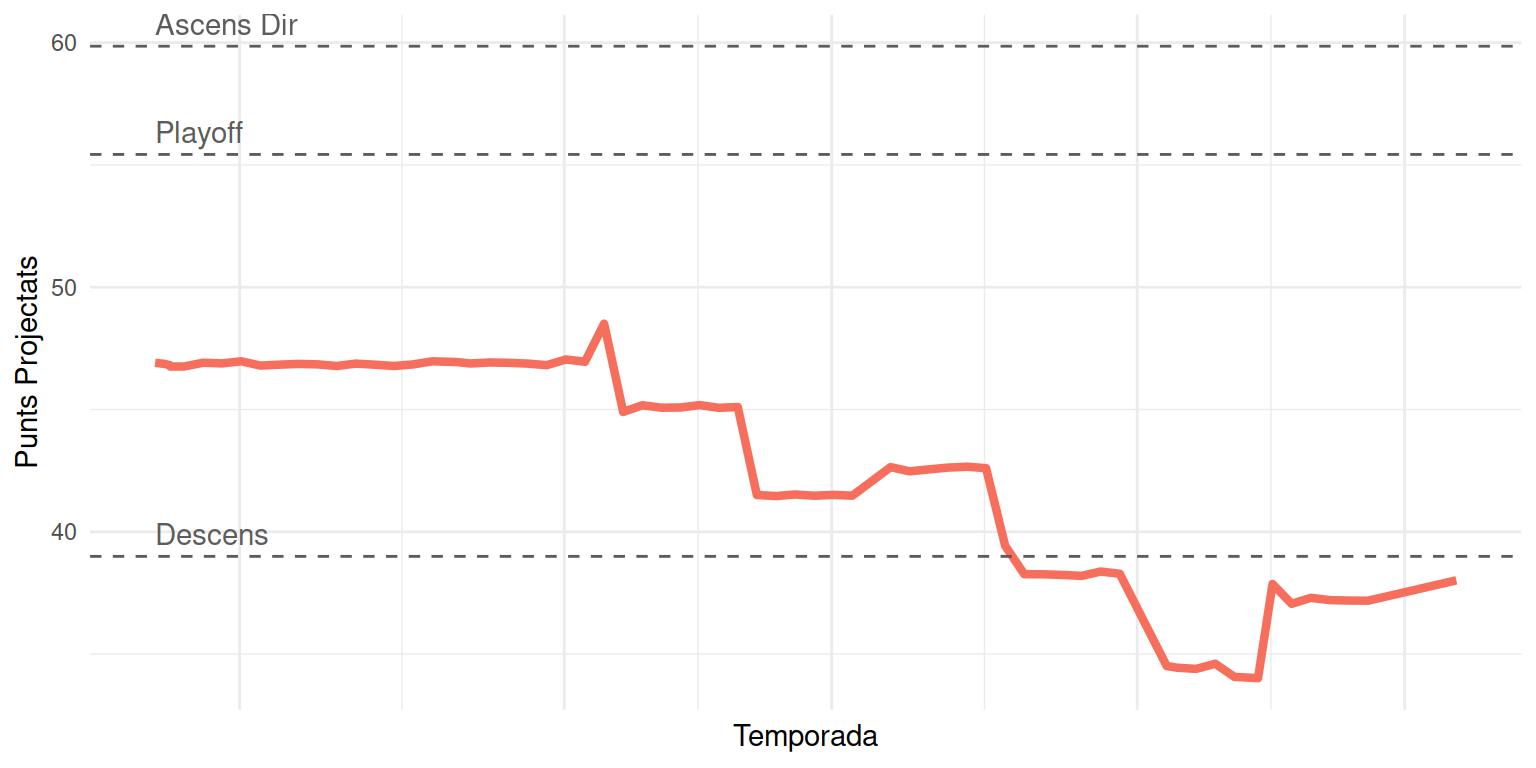 Ascens Dir
60
Playoff
50
Punts Projectats
Descens
40
Temporada